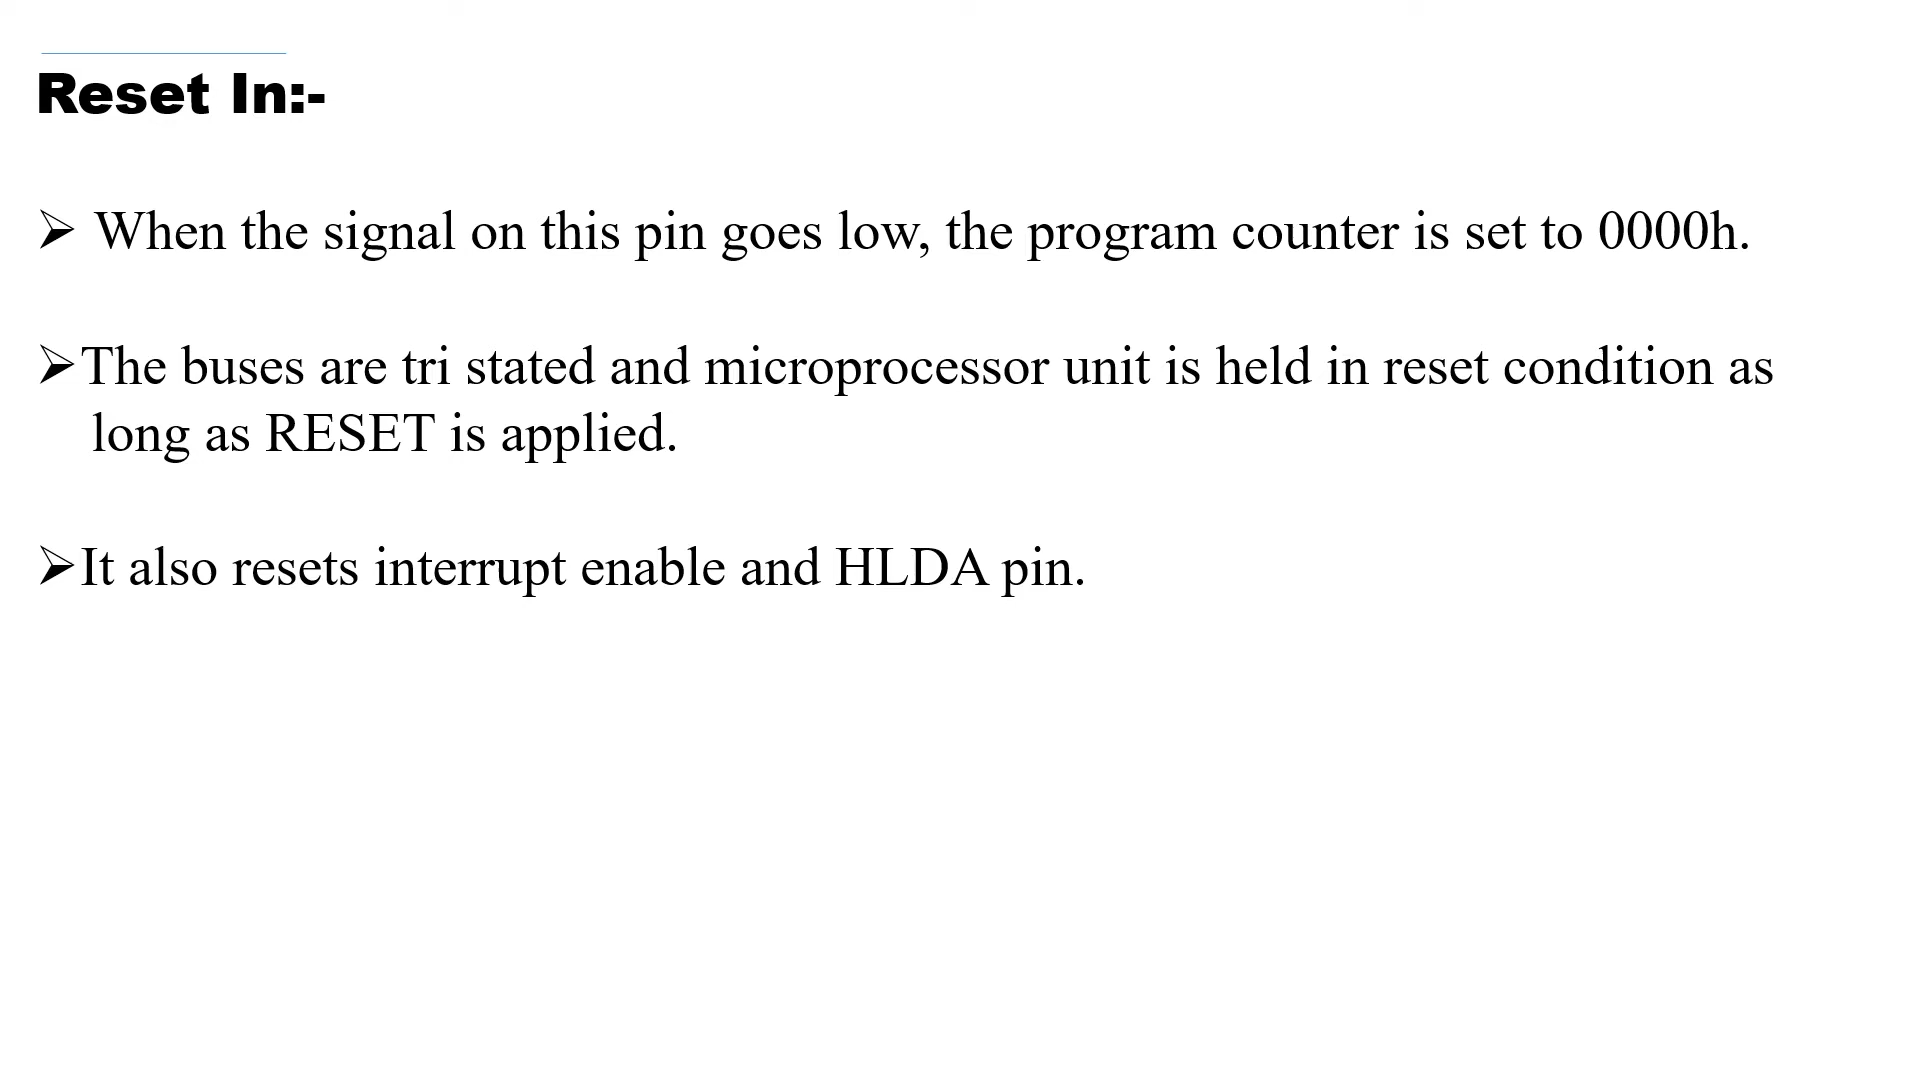 Reset In:-
➢ When the signal on this pin goes low, the program counter is set to 0000h.
➢The buses are tri stated and microprocessor unit is held in reset condition as
long as RESET is applied.
➢It also resets interrupt enable and HLDA pin.